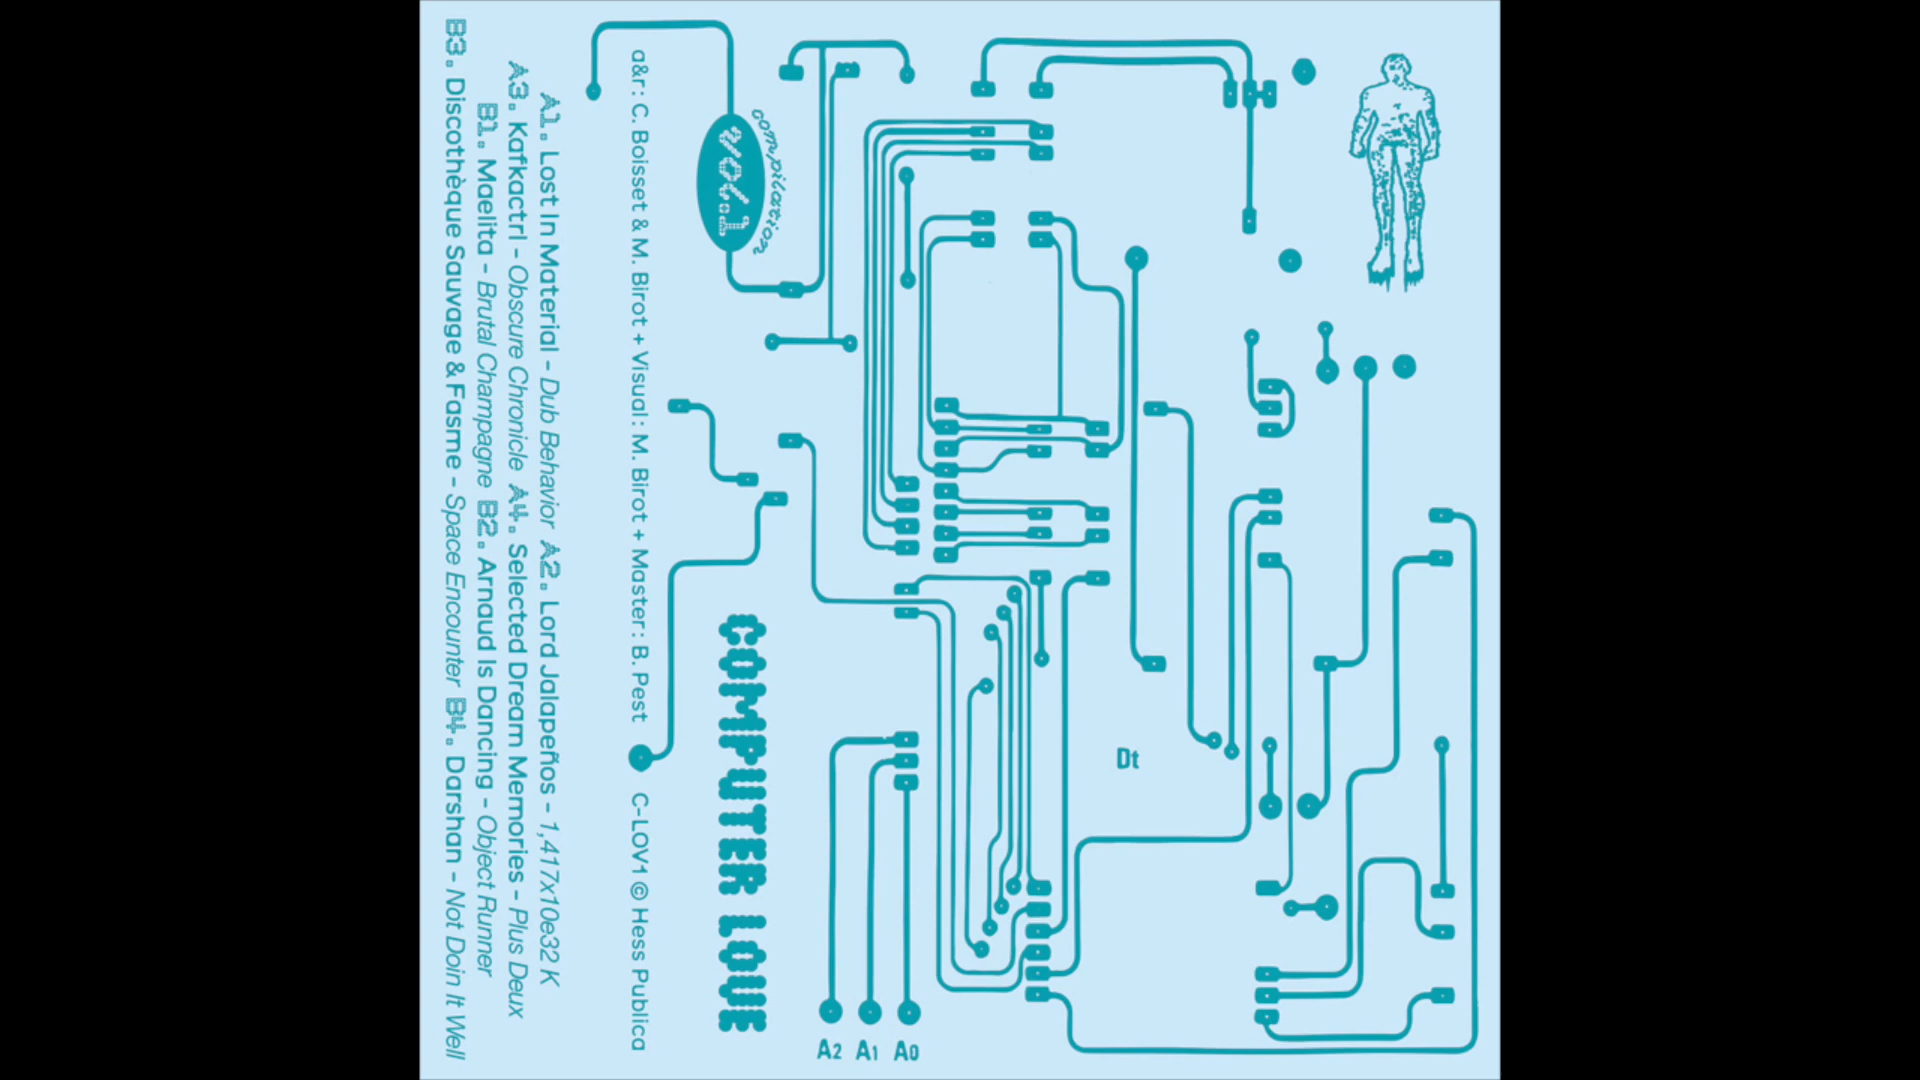 A1. Lost In Material - Dub Behavior A2. Lord Jalapeños - 1,417x10e32 K
A3. Kafkactrl - Obscure Chronicle A4. Selected Dream Memories - Plus Deux
B1. Maelita - Brutal Champagne B2. Arnaud Is Dancing - Object Runner
B3. Discothèque Sauvage & Fasme - Space Encounter B4. Darshan - Not Doin It Well
a&r: C. Boisset & M. Birot + Visual: M. Birot + Master: B. Pest
C-LOV1 © Hess Publica
compilation
Vol.1
COMPUTER LOVE
Dt
A2 A1 A0